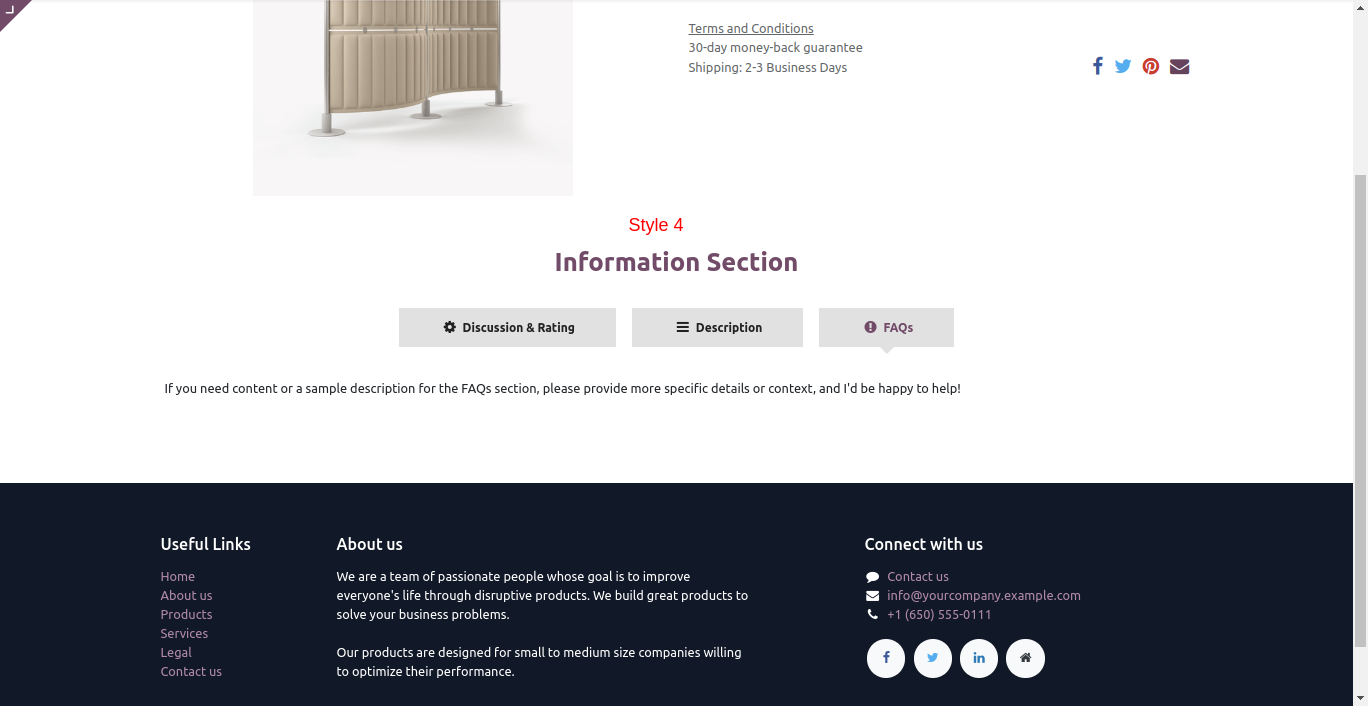 Terms and Conditions
30-day money-back guarantee
Shipping: 2-3 Business Days
Style 4
Information Section
Discussion & Rating
Description
FAQs
If you need content or a sample description for the FAQs section, please provide more specific details or context, and I'd be happy to help!
Useful Links
Home
About us
Products
Services
Legal
Contact us
About us
We are a team of passionate people whose goal is to improve
everyone's life through disruptive products. We build great products to
solve your business problems.
Our products are designed for small to medium size companies willing
to optimize their performance.
Connect with us
Contact us
info@yourcompany.example.com
+1 (650) 555-0111